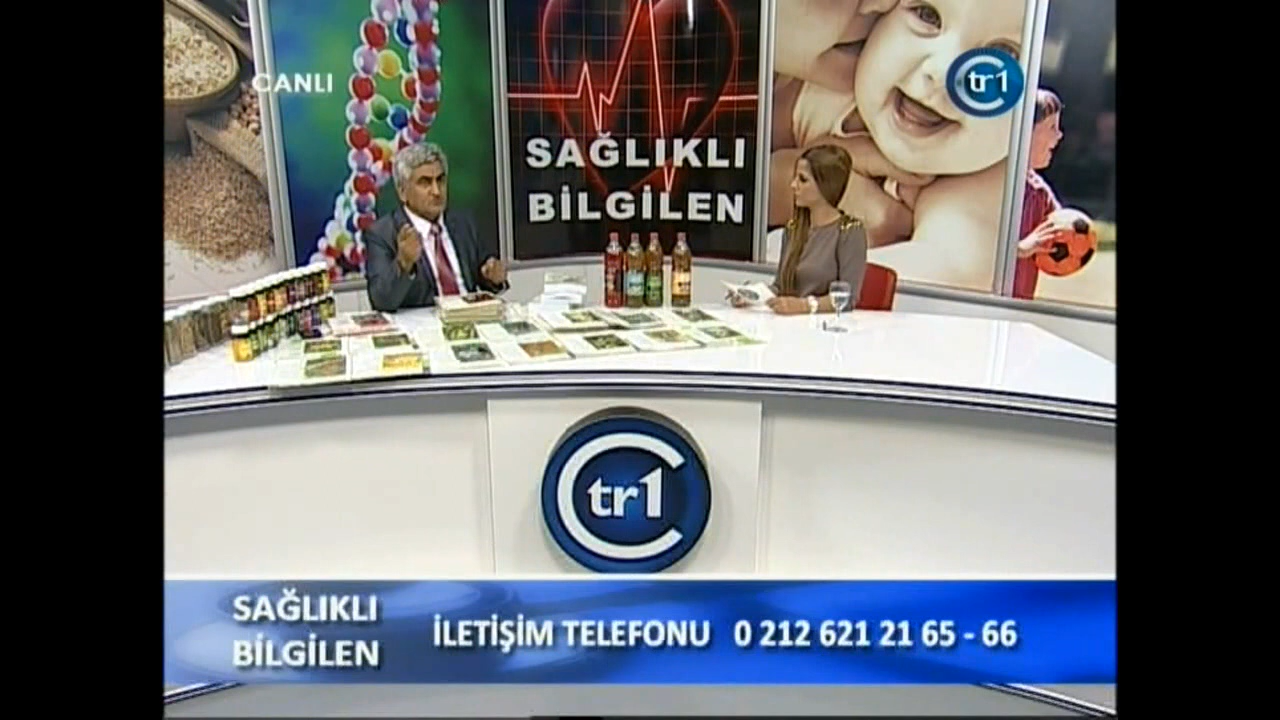 CANLI
tr1
SAĞLIKLI
BİLGİLEN
tr1
SAĞLIKLI
BİLGİLEN
İLETİŞİM TELEFONU 0 212 621 21 65 - 66